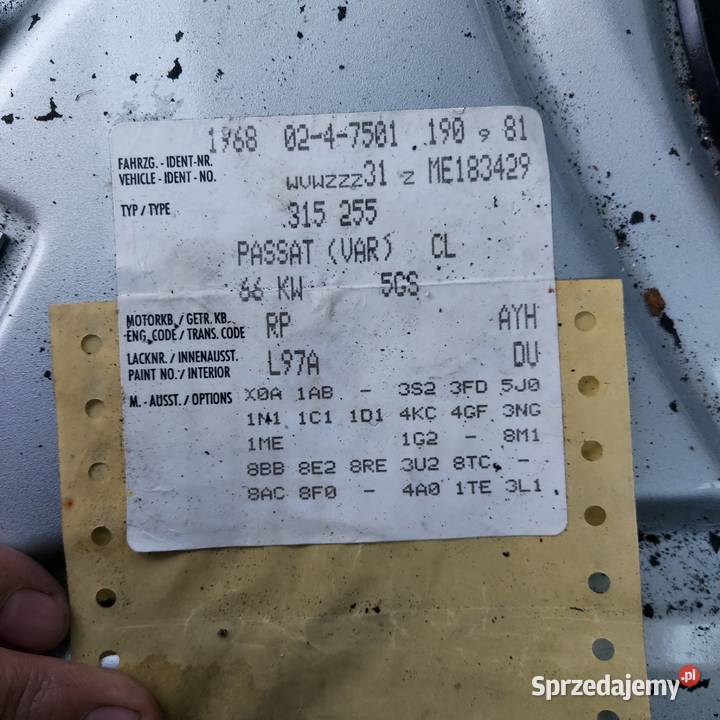 1968 02-4-7501 190 9 81
FAHRZG.-IDENT-NR.
VEHICLE-IDENT-NO. WVWZZZ31 Z ME183429
TYP/TYPE 315 255
PASSAT (VAR) CL
66 KW 5GS
MOTORKB./GETR.KB.
ENG.CODE/TRANS.CODE RP AYH
LACKNR./INNENAUSST.
PAINT NO./INTERIOR L97A DU
M.-AUSST./OPTIONS X0A 1AB - 3S2 3FD 5J0
1N1 1C1 1D1 4KC 4GF 3NG
1ME 1G2 - 8M1
8BB 8E2 8RE 3U2 8TC -
8AC 8F0 - 4A0 1TE 3L1
Sprzedajemy.pl